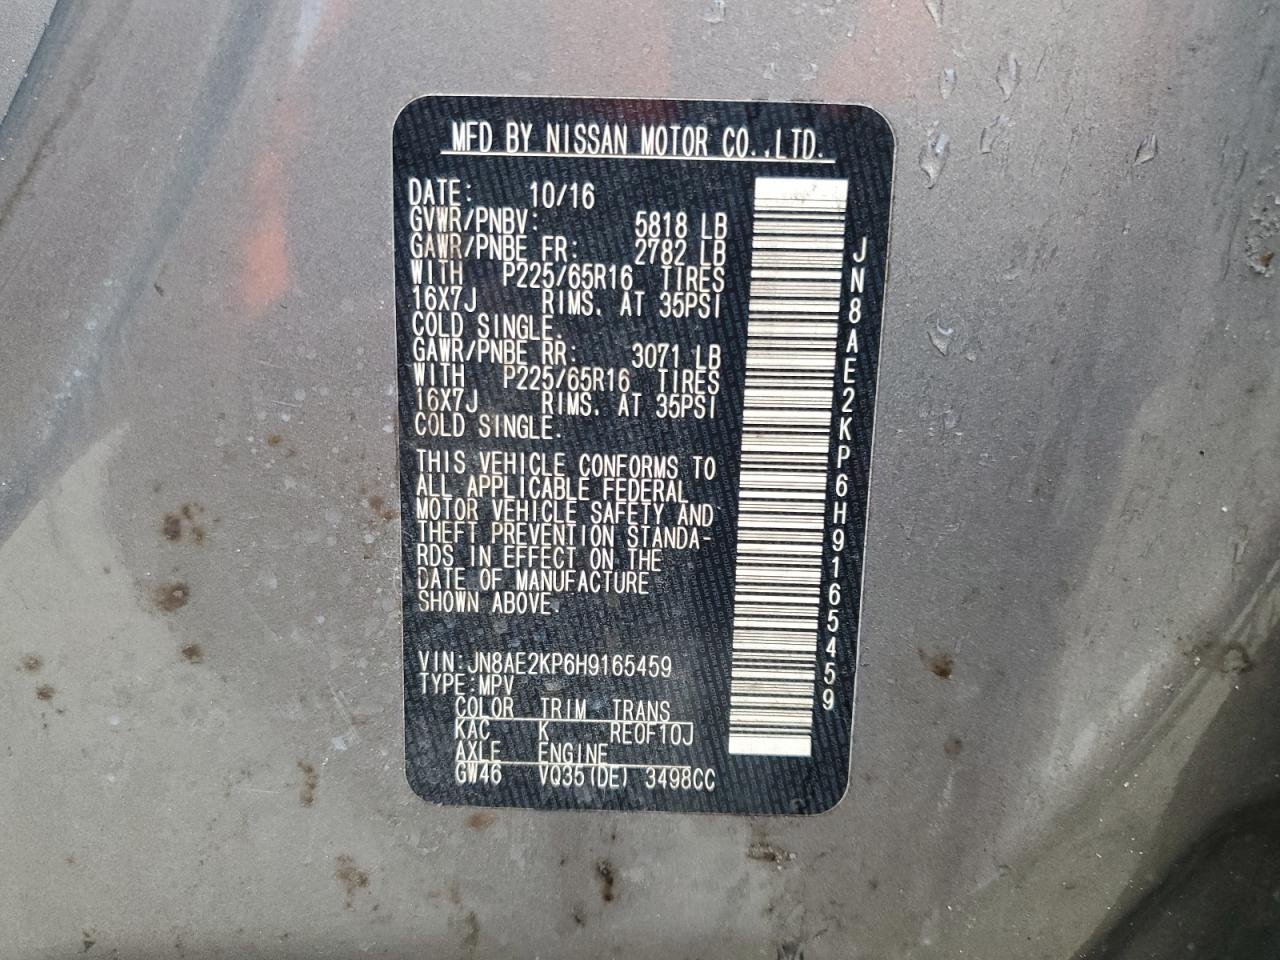 MFD BY NISSAN MOTOR CO.,LTD.
DATE: 10/16
GVWR/PNBV: 5818 LB
GAWR/PNBE FR: 2782 LB
WITH P225/65R16 TIRES
16X7J RIMS. AT 35PSI
COLD SINGLE.
GAWR/PNBE RR: 3071 LB
WITH P225/65R16 TIRES
16X7J RIMS. AT 35PSI
COLD SINGLE.
THIS VEHICLE CONFORMS TO
ALL APPLICABLE FEDERAL
MOTOR VEHICLE SAFETY AND
THEFT PREVENTION STANDA-
RDS IN EFFECT ON THE
DATE OF MANUFACTURE
SHOWN ABOVE.
VIN:JN8AE2KP6H9165459
TYPE:MPV
COLOR TRIM TRANS
KAC K RE0F10J
AXLE ENGINE
GW46 VQ35(DE) 3498CC
JN8AE2KP6H9165459